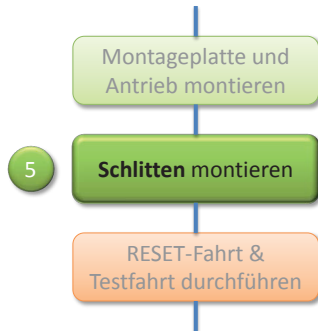 Montageplatte und
Antrieb montieren
5
Schlitten montieren
RESET-Fahrt &
Testfahrt durchführen